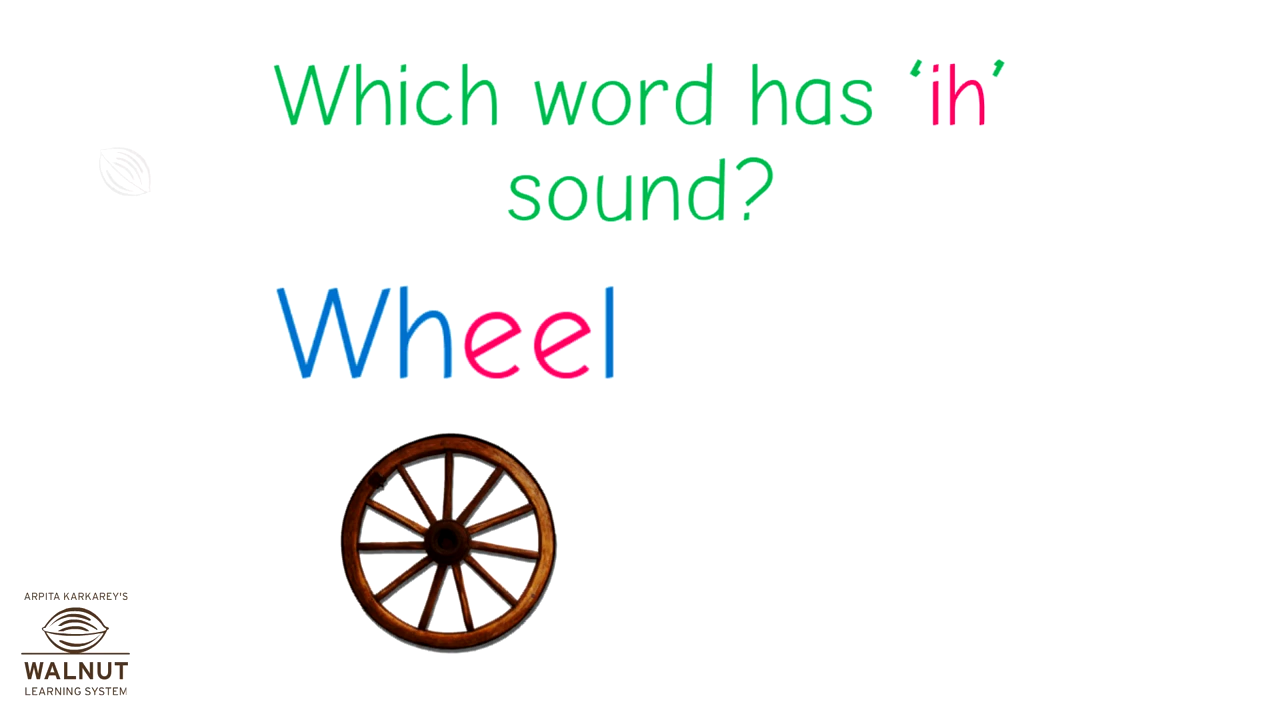 Which word has ‘ih’
sound?
Wheel
ARPITA KARKAREY'S
WALNUT
LEARNING SYSTEM